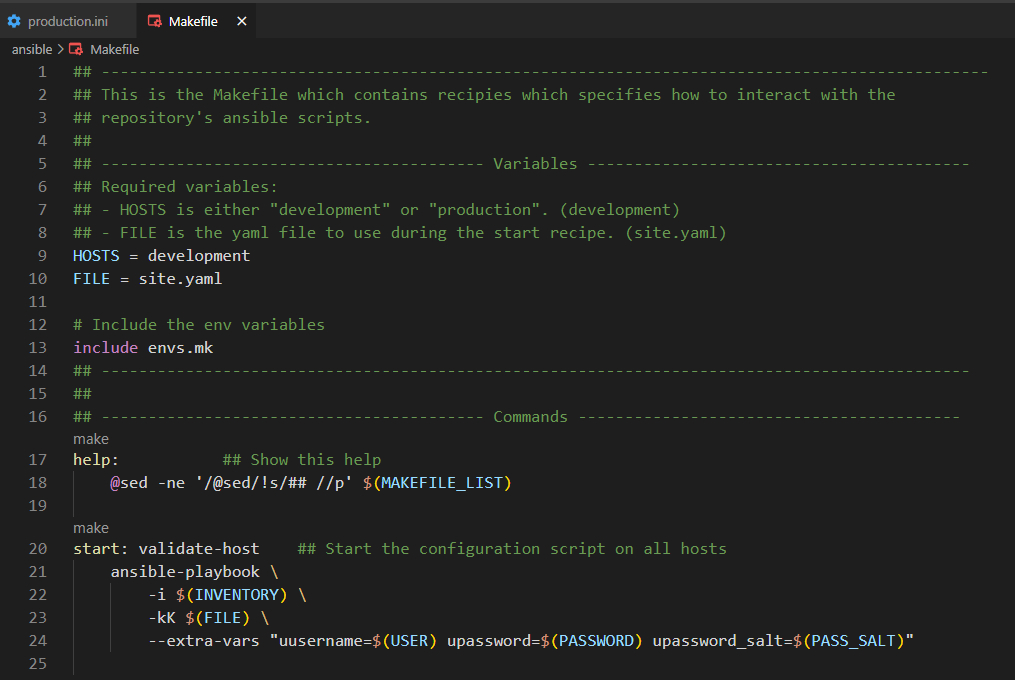 production.ini Makefile ✕
ansible > Makefile
1 ## -----------------------------------------------------------------------------------------------
2 ## This is the Makefile which contains recipies which specifies how to interact with the
3 ## repository's ansible scripts.
4 ##
5 ## ----------------------------------------- Variables -----------------------------------------
6 ## Required variables:
7 ## - HOSTS is either "development" or "production". (development)
8 ## - FILE is the yaml file to use during the start recipe. (site.yaml)
9 HOSTS = development
10 FILE = site.yaml
11
12 # Include the env variables
13 include envs.mk
14 ## ---------------------------------------------------------------------------------------------
15 ##
16 ## ----------------------------------------- Commands -----------------------------------------
make
17 help:           ## Show this help
18     @sed -ne '/@sed/!s/## //p' $(MAKEFILE_LIST)
19
make
20 start: validate-host    ## Start the configuration script on all hosts
21     ansible-playbook \
22         -i $(INVENTORY) \
23         -kK $(FILE) \
24         --extra-vars "uusername=$(USER) upassword=$(PASSWORD) upassword_salt=$(PASS_SALT)"
25